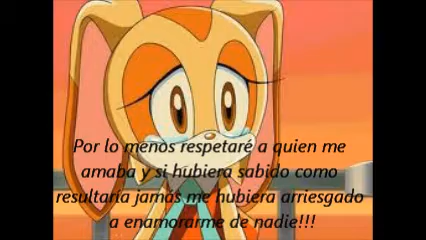 Por lo menos respetaré a quien me
amaba y si hubiera sabido como
resultaría jamás me hubiera arriesgado
a enamorarme de nadie!!!